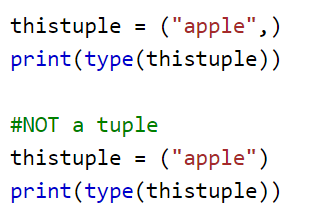 thistuple = ("apple",)
print(type(thistuple))

#NOT a tuple
thistuple = ("apple")
print(type(thistuple))